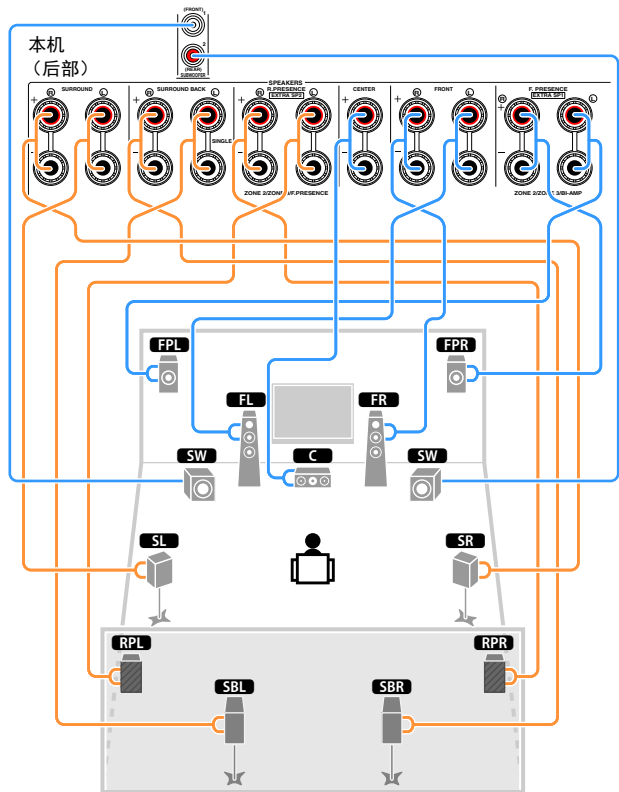 (FRONT)
1
2
(REAR)
SUBWOOFER
本机
（后部）
SPEAKERS
SURROUND
SURROUND BACK
R.PRESENCE
EXTRA SP2
CENTER
FRONT
F. PRESENCE
EXTRA SP1
R L R L R L R L R L
+ + + + + +
SINGLE
- - - - - -
ZONE 2/F.PRESENCE
ZONE 2/ZONE 3/BI-AMP
FPL FPR
FL FR
SW C SW
SL SR
RPL RPR
SBL SBR